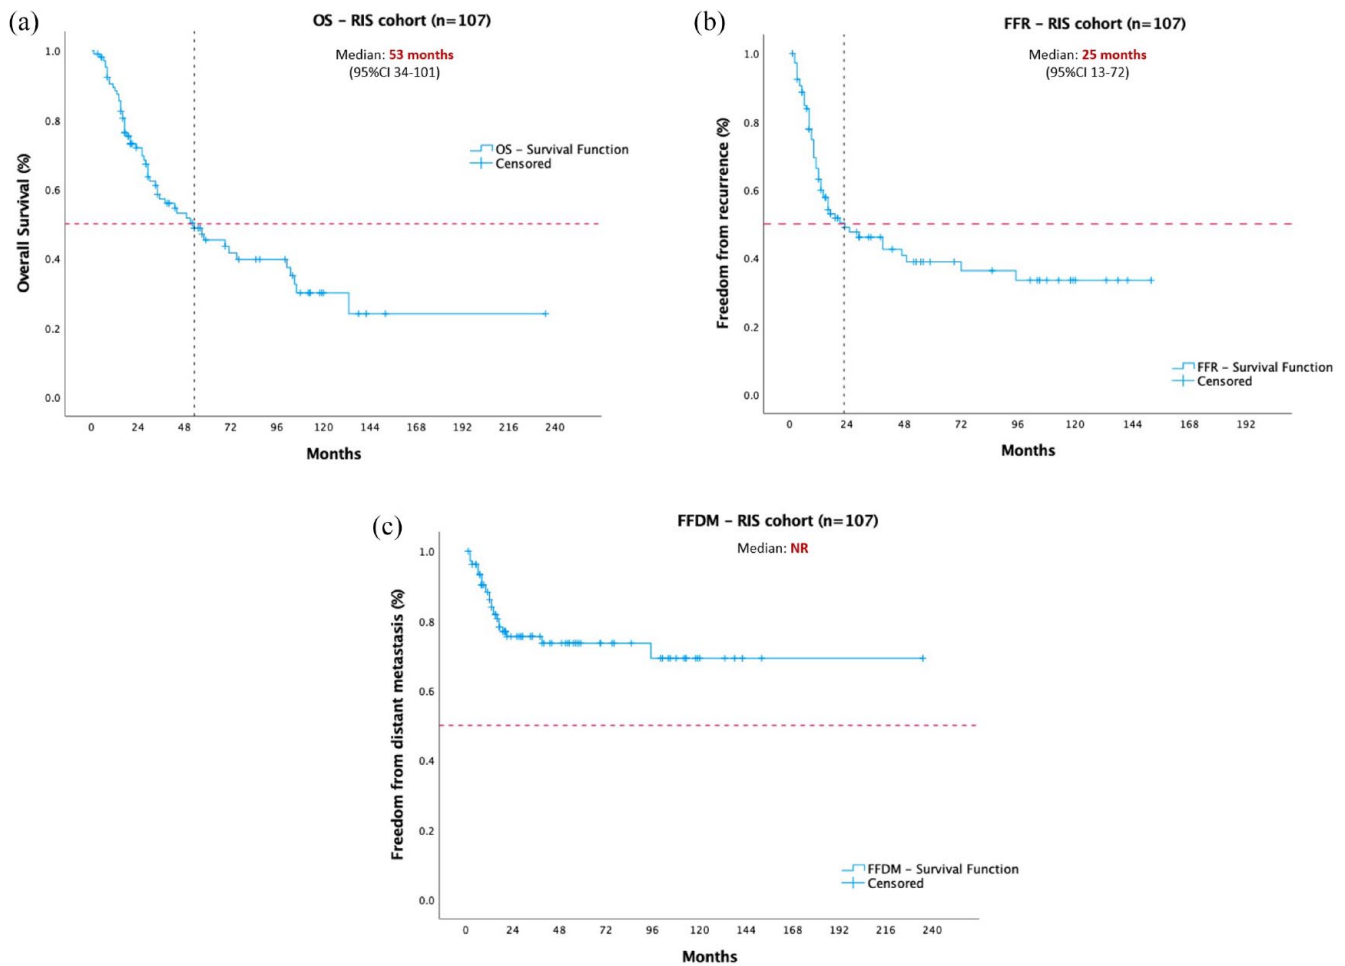 (a)
OS – RIS cohort (n=107)
Median: 53 months
(95%CI 34-101)
Overall Survival (%)
1.0
0.8
0.6
0.4
0.2
0.0
OS – Survival Function
Censored
0 24 48 72 96 120 144 168 192 216 240
Months
(b)
FFR – RIS cohort (n=107)
Median: 25 months
(95%CI 13-72)
Freedom from recurrence (%)
1.0
0.8
0.6
0.4
0.2
0.0
FFR – Survival Function
Censored
0 24 48 72 96 120 144 168 192
Months
(c)
FFDM – RIS cohort (n=107)
Median: NR
Freedom from distant metastasis (%)
1.0
0.8
0.6
0.4
0.2
0.0
FFDM – Survival Function
Censored
0 24 48 72 96 120 144 168 192 216 240
Months